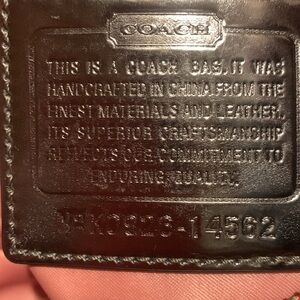 COACH
THIS IS A COACH BAG. IT WAS
HANDCRAFTED IN CHINA FROM THE
FINEST MATERIALS AND LEATHER.
ITS SUPERIOR CRAFTSMANSHIP
REFLECTS OUR COMMITMENT TO
ENDURING QUALITY.